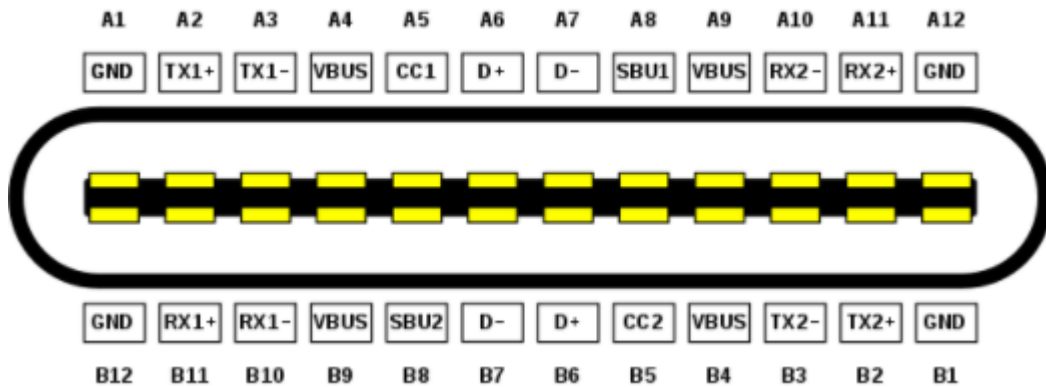 A1 A2 A3 A4 A5 A6 A7 A8 A9 A10 A11 A12
GND TX1+ TX1- VBUS CC1 D+ D- SBU1 VBUS RX2- RX2+ GND
GND RX1+ RX1- VBUS SBU2 D- D+ CC2 VBUS TX2- TX2+ GND
B12 B11 B10 B9 B8 B7 B6 B5 B4 B3 B2 B1